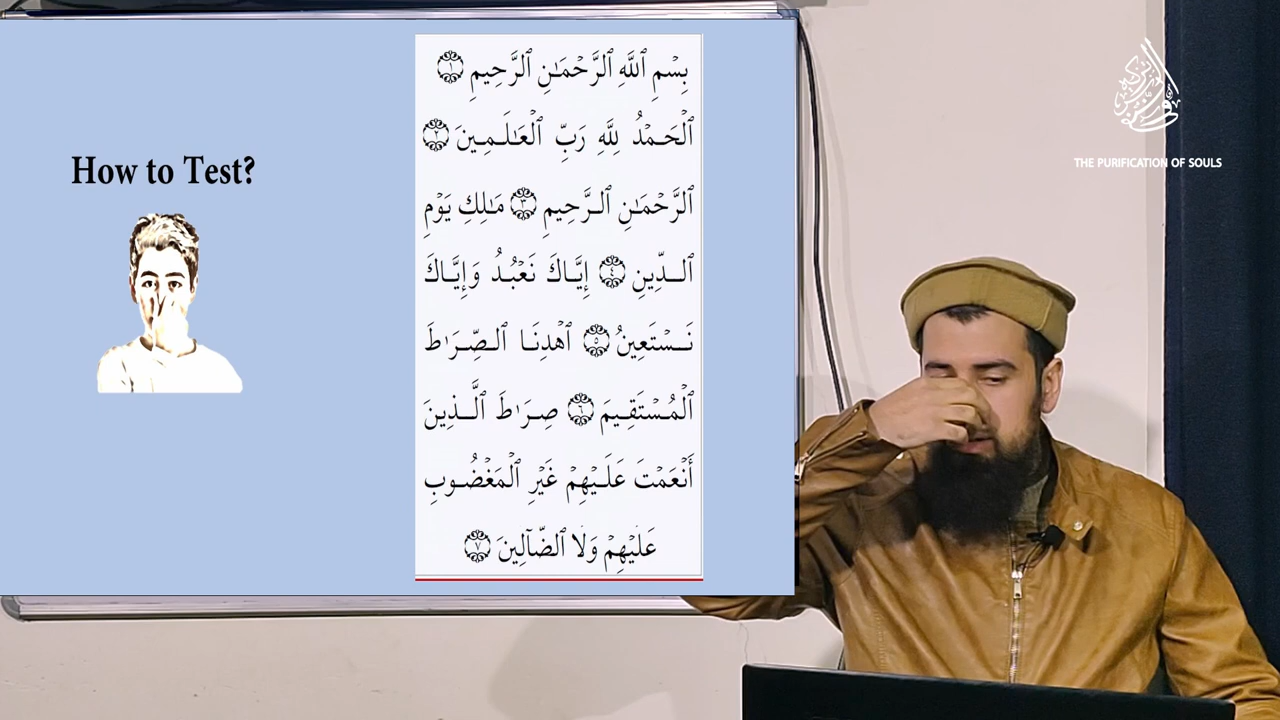 How to Test?
بِسْمِ ٱللَّهِ ٱلرَّحْمَـٰنِ ٱلرَّحِيمِ ١
ٱلْحَمْدُ لِلَّهِ رَبِّ ٱلْعَـٰلَمِينَ ٢
ٱلرَّحْمَـٰنِ ٱلرَّحِيمِ ٣ مَـٰلِكِ يَوْمِ
ٱلدِّينِ ٤ إِيَّاكَ نَعْبُدُ وَإِيَّاكَ
نَسْتَعِينُ ٥ ٱهْدِنَا ٱلصِّرَٰطَ
ٱلْمُسْتَقِيمَ ٦ صِرَٰطَ ٱلَّذِينَ
أَنْعَمْتَ عَلَيْهِمْ غَيْرِ ٱلْمَغْضُوبِ
عَلَيْهِمْ وَلَا ٱلضَّآلِّينَ ٧
THE PURIFICATION OF SOULS